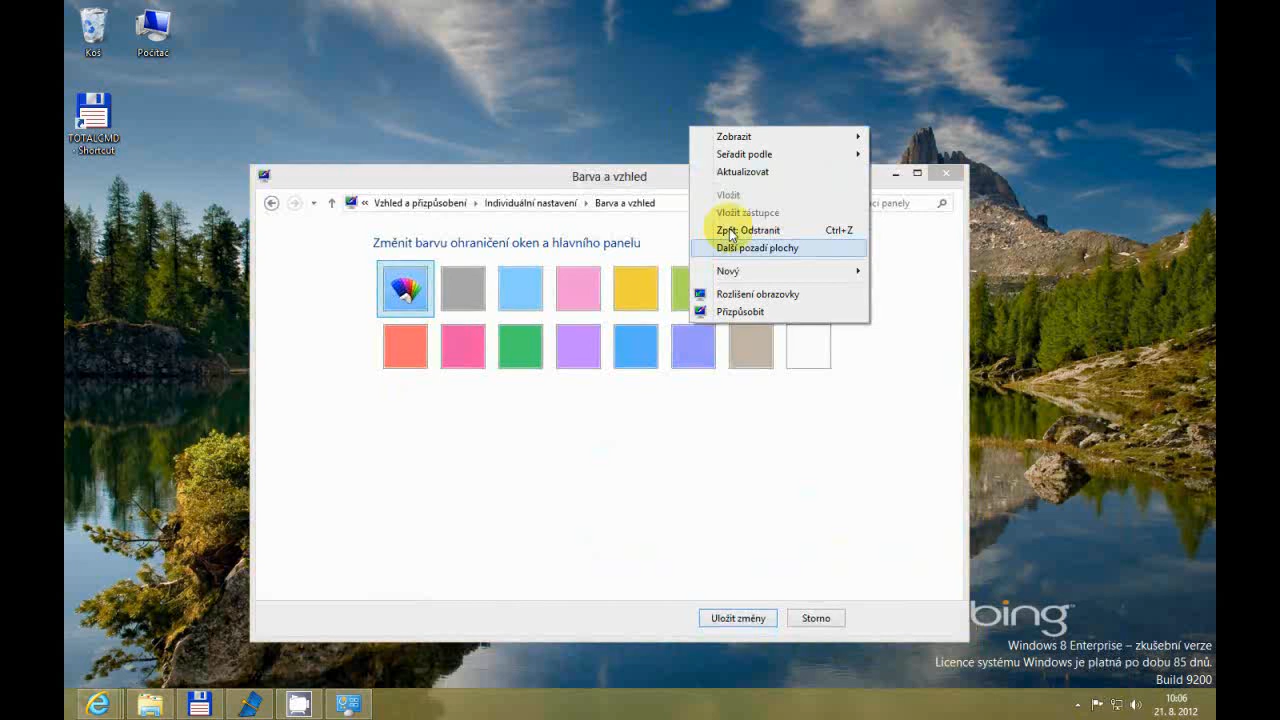 Koš
Počítač
TOTALCMD
- Shortcut
Barva a vzhled
« Vzhled a přizpůsobení
Individuální nastavení
Barva a vzhled
cí panely
Změnit barvu ohraničení oken a hlavního panelu
Zobrazit
Seřadit podle
Aktualizovat
Vložit
Vložit zástupce
Zpět: Odstranit Ctrl+Z
Další pozadí plochy
Nový
Rozlišení obrazovky
Přizpůsobit
Uložit změny
Storno
bing
Windows 8 Enterprise – zkušební verze
Licence systému Windows je platná po dobu 85 dnů.
Build 9200
10:06
21. 8. 2012